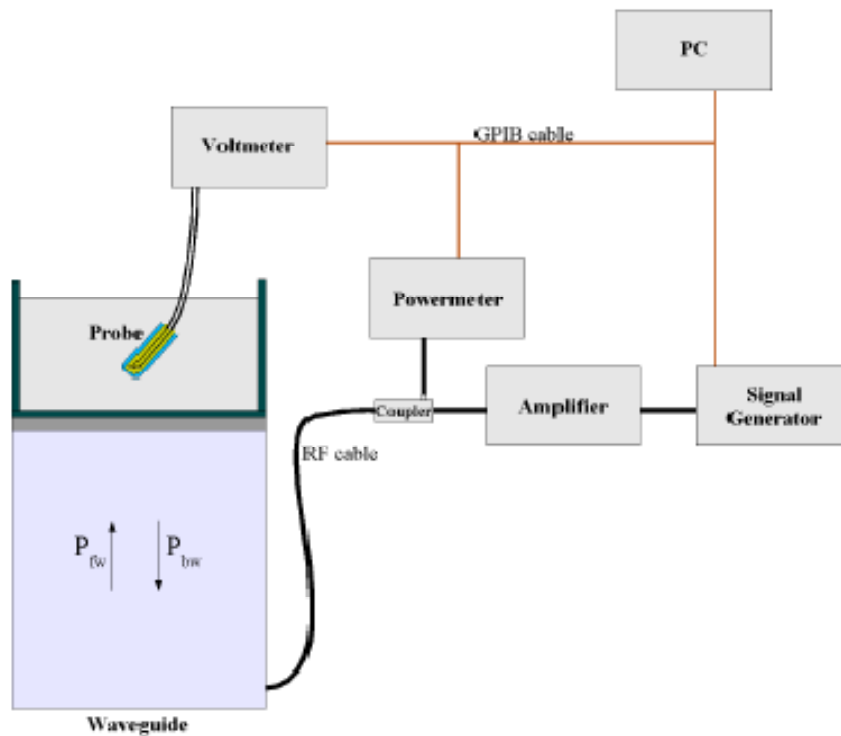 PC
Voltmeter
GPIB cable
Powermeter
Probe
Coupler
Amplifier
Signal
Generator
RF cable
P fw
P bw
Waveguide